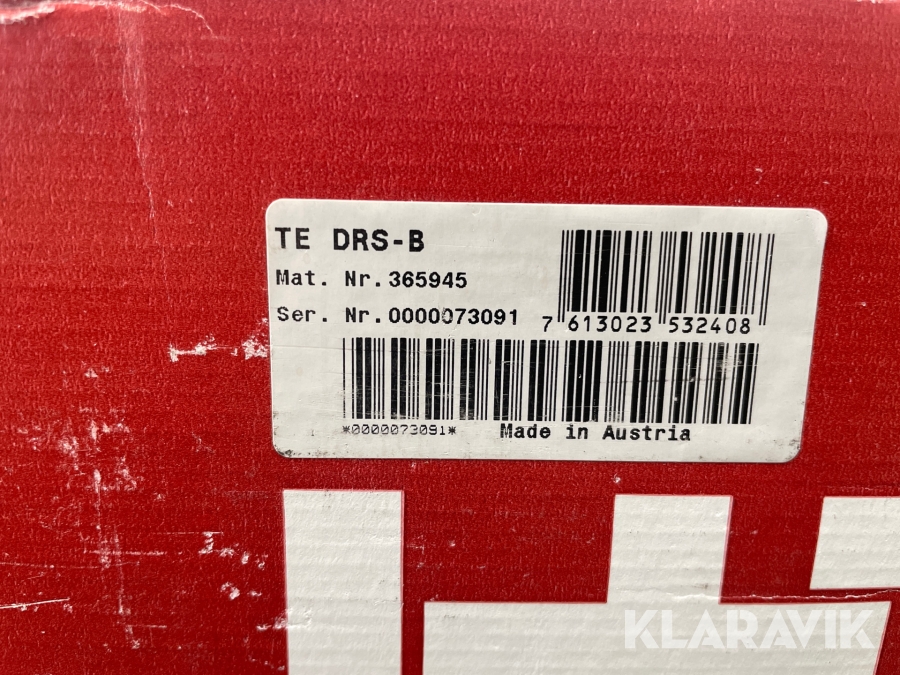 TE DRS-B
Mat. Nr.365945
Ser. Nr.0000073091
7 613023 532408
*0000073091*
Made in Austria
KLARAVIK